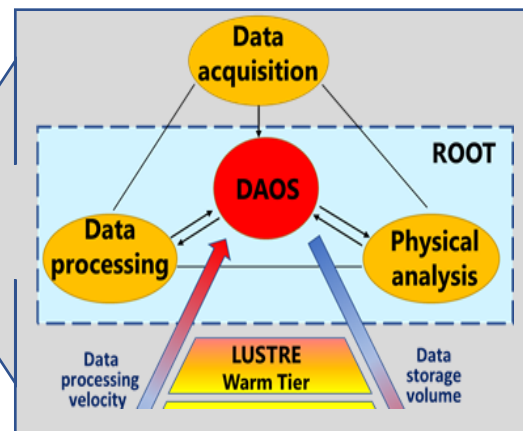 Data
acquisition
ROOT
DAOS
Data
processing
Physical
analysis
Data
processing
velocity
LUSTRE
Warm Tier
Data
storage
volume